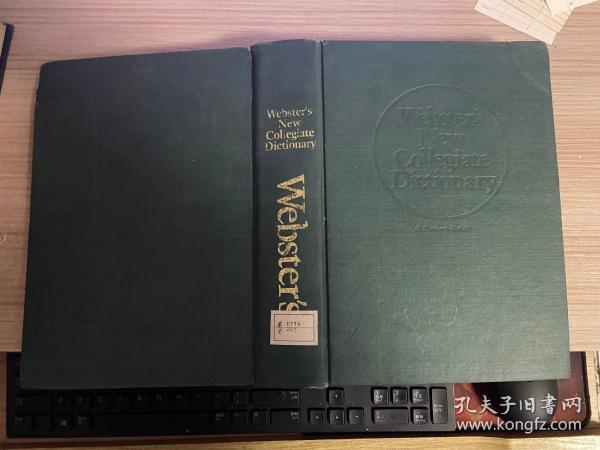 Webster's
New
Collegiate
Dictionary
Webster's
Webster's
New
Collegiate
Dictionary
孔夫子旧书网
www.kongfz.com